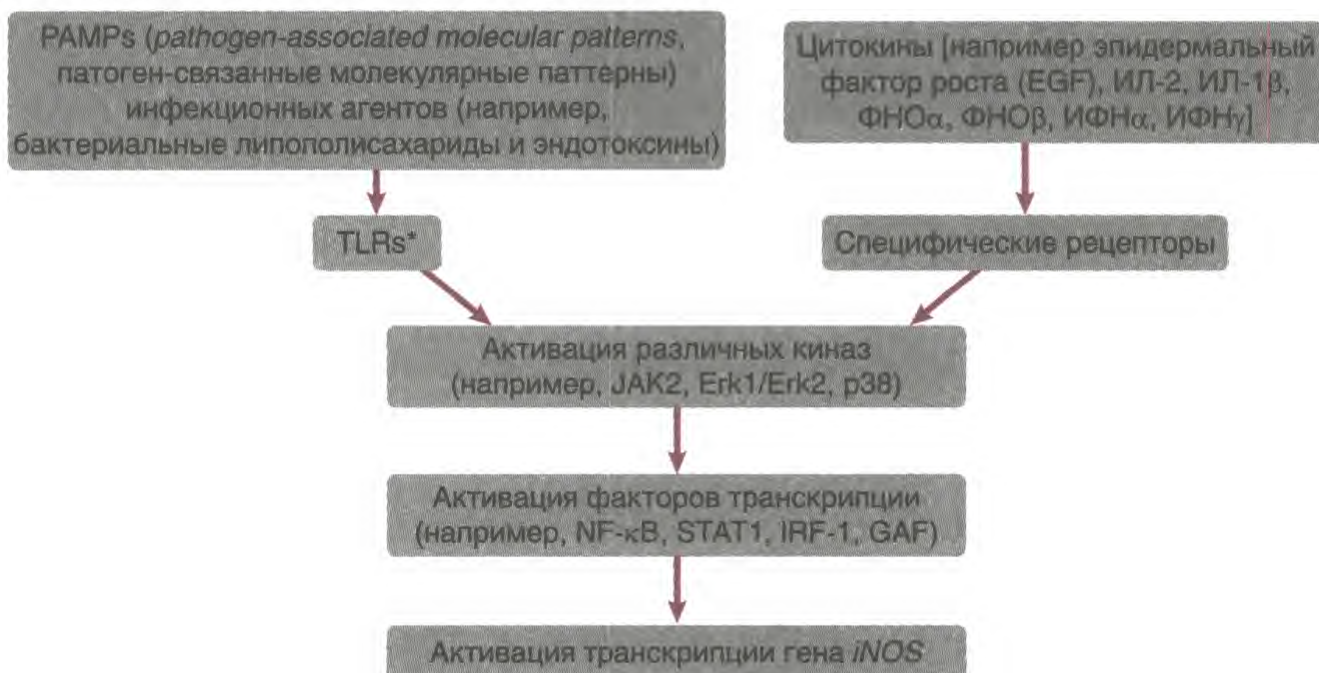 PAMPs (pathogen-associated molecular patterns,
патоген-связанные молекулярные паттерны)
инфекционных агентов (например,
бактериальные липополисахариды и эндотоксины)
Цитокины [например эпидермальный
фактор роста (EGF), ИЛ-2, ИЛ-1β,
ФНОα, ФНОβ, ИФНα, ИФНγ]
TLRs*
Специфические рецепторы
Активация различных киназ
(например, JAK2, Erk1/Erk2, p38)
Активация факторов транскрипции
(например, NF-κB, STAT1, IRF-1, GAF)
Активация транскрипции гена iNOS